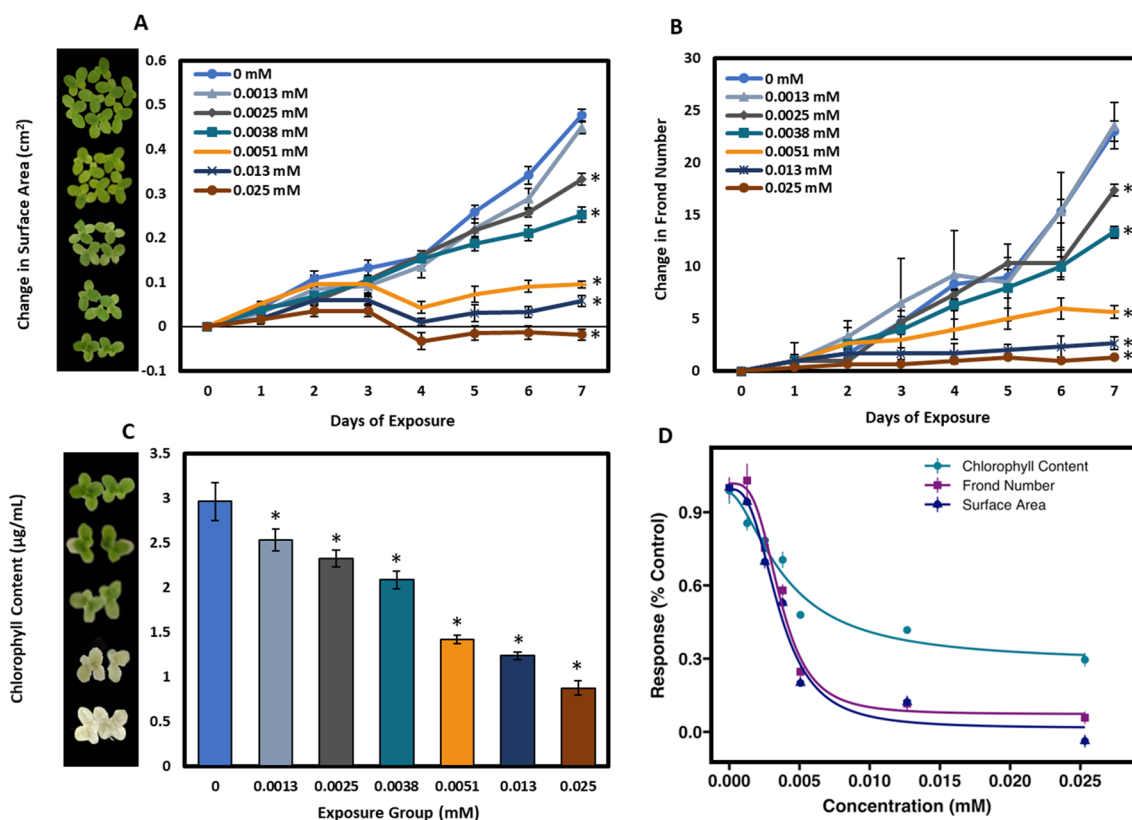 A
Change in Surface Area (cm²)
0.6
0.5
0.4
0.3
0.2
0.1
0
-0.1
0 mM
0.0013 mM
0.0025 mM
0.0038 mM
0.0051 mM
0.013 mM
0.025 mM
*
*
*
*
*
0 1 2 3 4 5 6 7
Days of Exposure
B
Change in Frond Number
30
25
20
15
10
5
0
0 mM
0.0013 mM
0.0025 mM
0.0038 mM
0.0051 mM
0.013 mM
0.025 mM
*
*
*
*
*
0 1 2 3 4 5 6 7
Days of Exposure
C
Chlorophyll Content (µg/mL)
3.5
3
2.5
2
1.5
1
0.5
0
* * * * * *
0 0.0013 0.0025 0.0038 0.0051 0.013 0.025
Exposure Group (mM)
D
Response (% Control)
0.9
0.6
0.3
0.0
Chlorophyll Content
Frond Number
Surface Area
0.000 0.005 0.010 0.015 0.020 0.025
Concentration (mM)